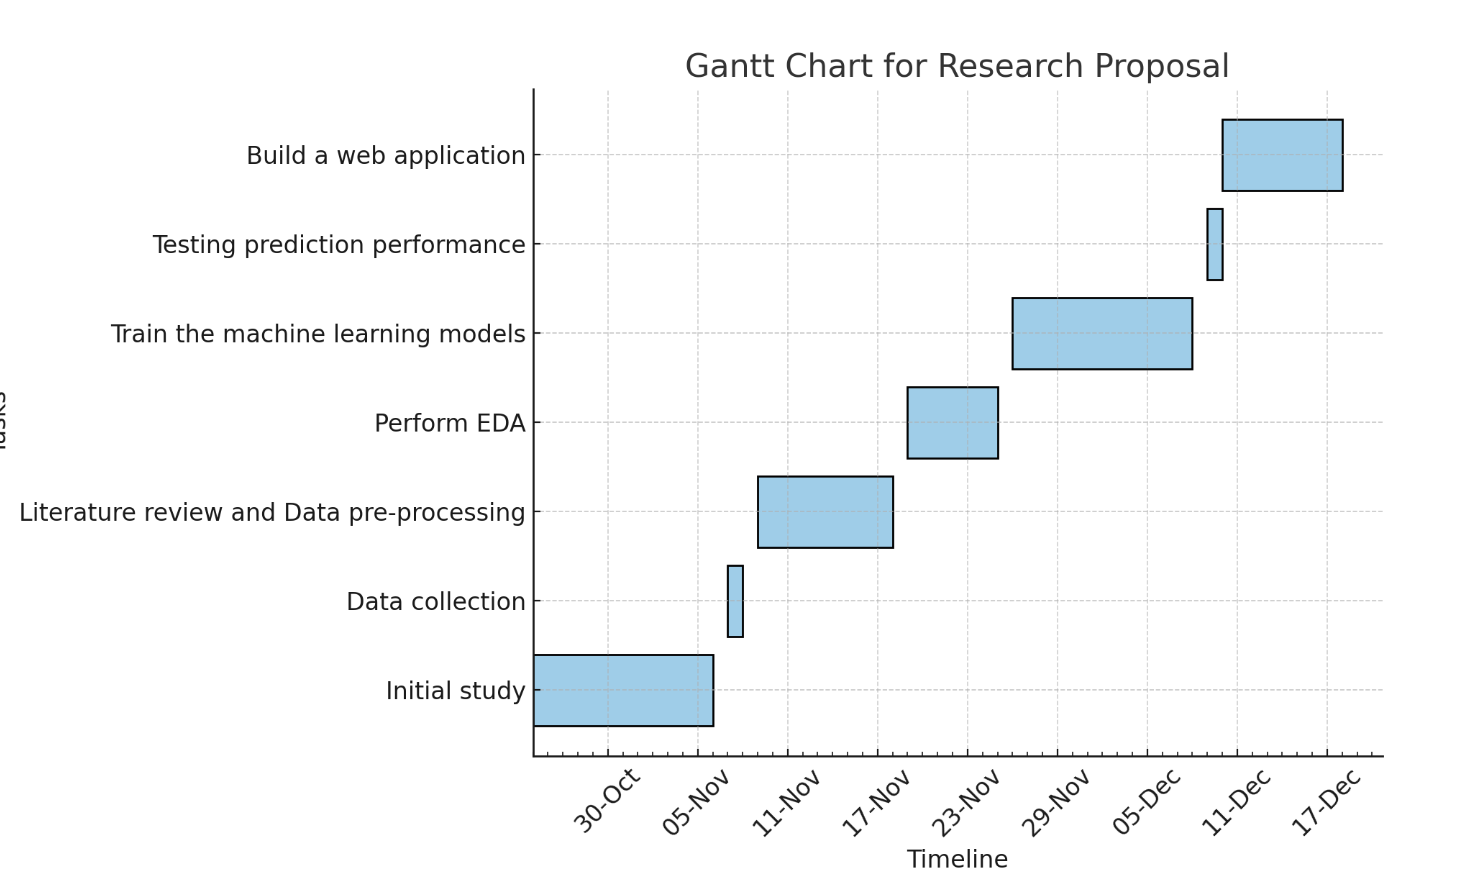 Gantt Chart for Research Proposal
Build a web application
Testing prediction performance
Train the machine learning models
Perform EDA
Literature review and Data pre-processing
Data collection
Initial study
30-Oct
05-Nov
11-Nov
17-Nov
23-Nov
29-Nov
05-Dec
11-Dec
17-Dec
Timeline